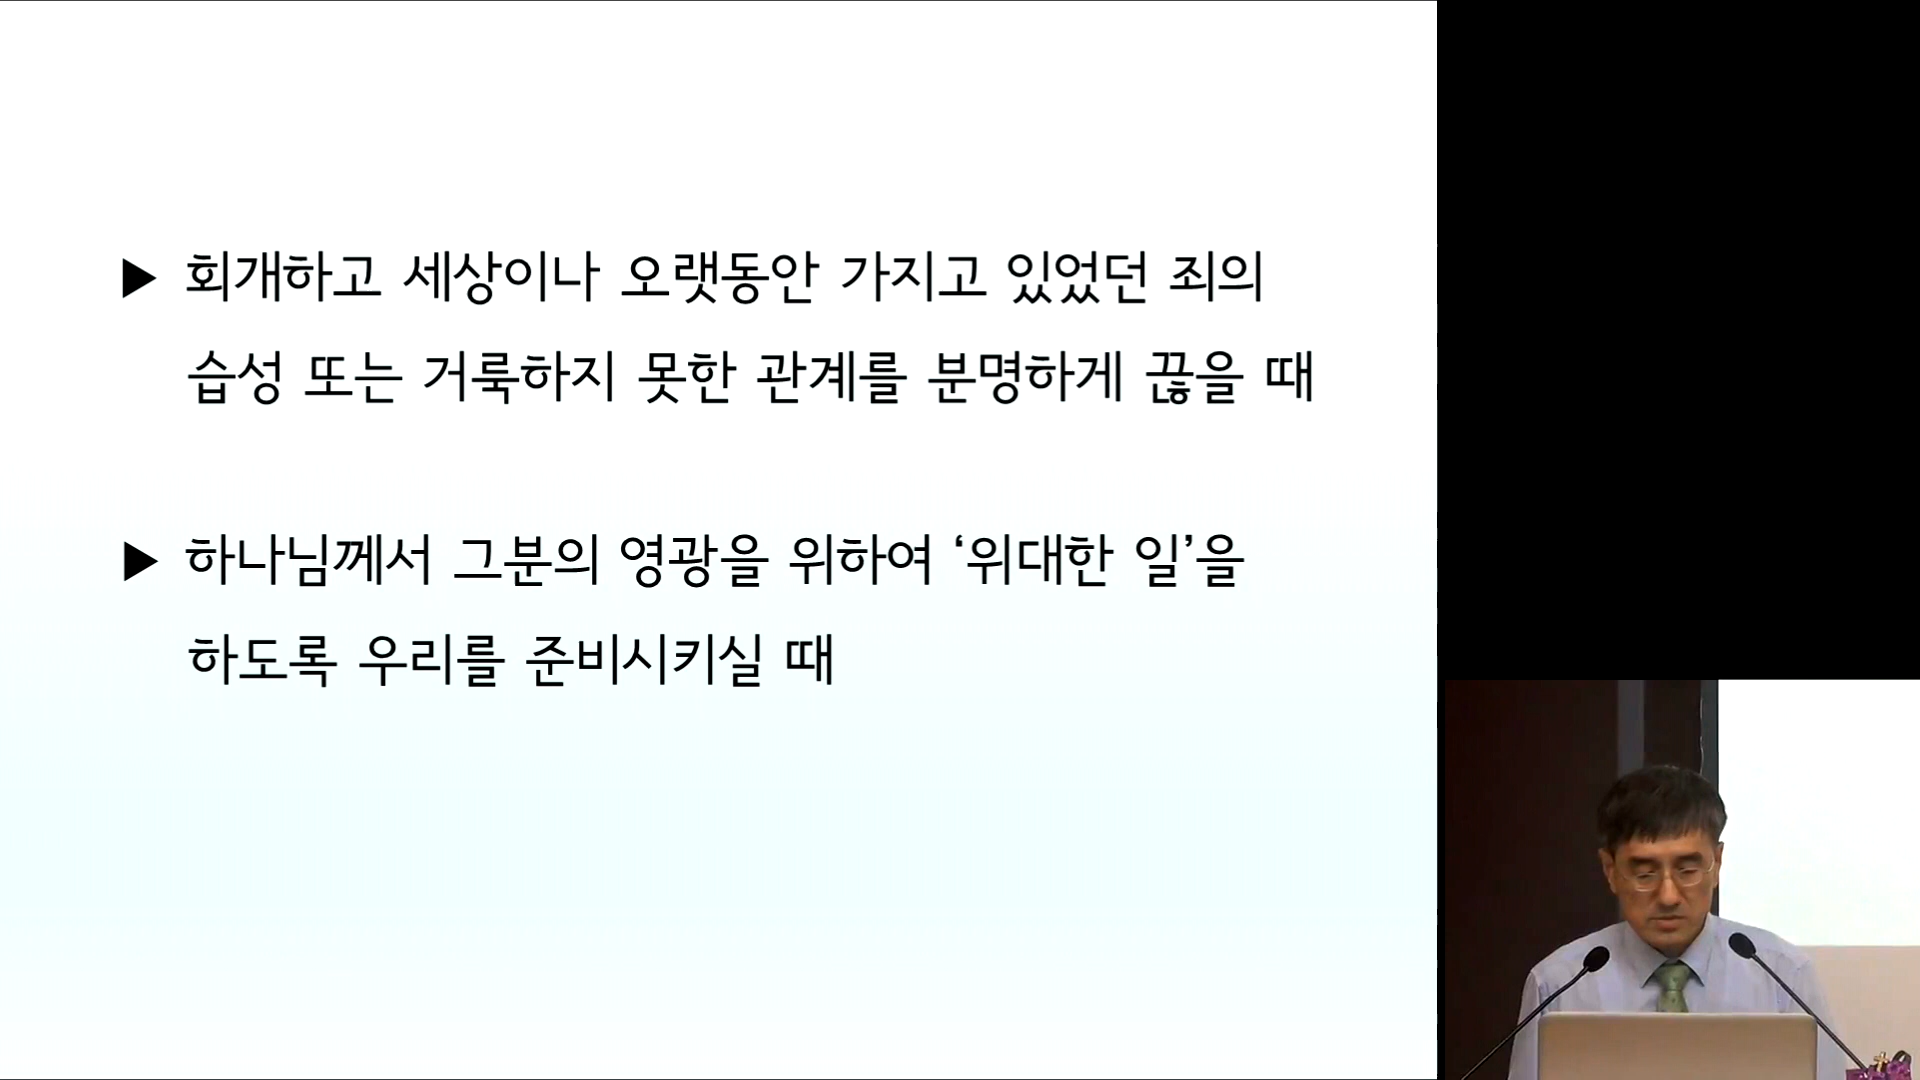 ▶ 회개하고 세상이나 오랫동안 가지고 있었던 죄의
습성 또는 거룩하지 못한 관계를 분명하게 끊을 때
▶ 하나님께서 그분의 영광을 위하여 ‘위대한 일’을
하도록 우리를 준비시키실 때